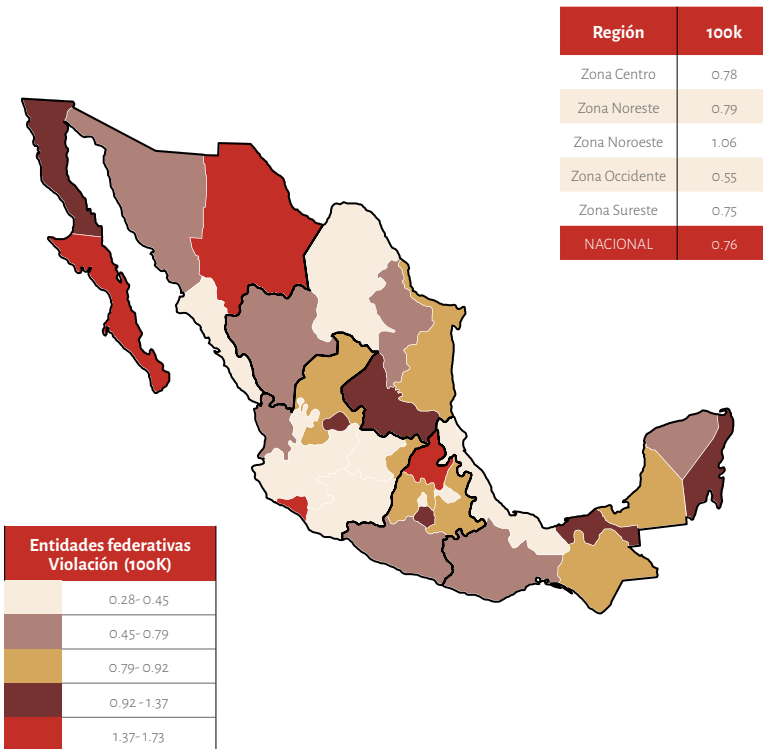 Región 100k
Zona Centro 0.78
Zona Noreste 0.79
Zona Noroeste 1.06
Zona Occidente 0.55
Zona Sureste 0.75
NACIONAL 0.76
Entidades federativas
Violación (100K)
0.28-0.45
0.45-0.79
0.79-0.92
0.92-1.37
1.37-1.73